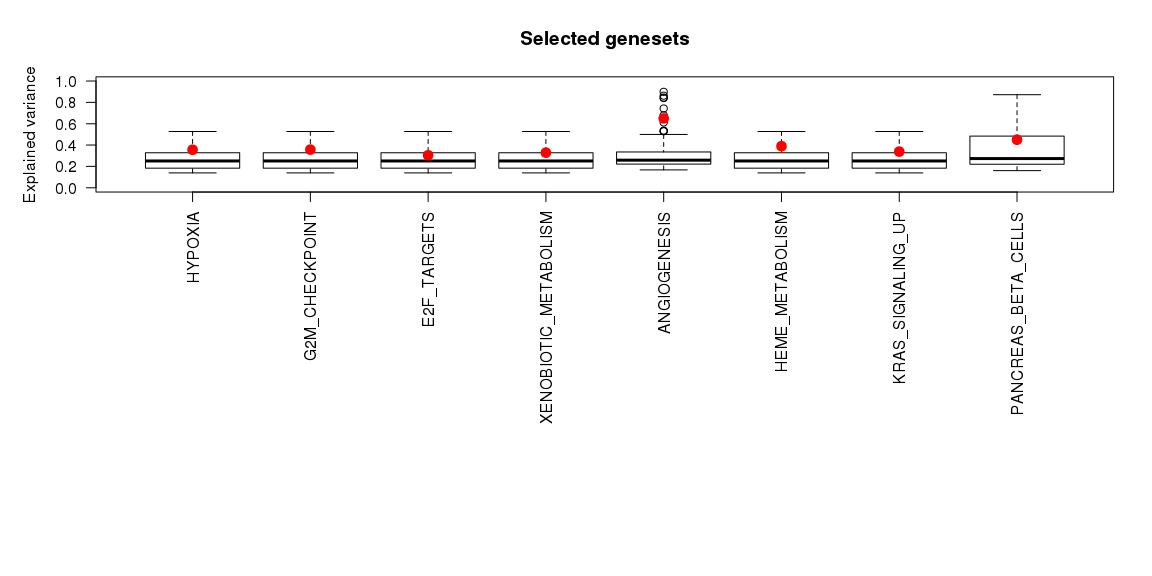 Selected genesets
Explained variance
1.0
0.8
0.6
0.4
0.2
0.0
HYPOXIA
G2M_CHECKPOINT
E2F_TARGETS
XENOBIOTIC_METABOLISM
ANGIOGENESIS
HEME_METABOLISM
KRAS_SIGNALING_UP
PANCREAS_BETA_CELLS